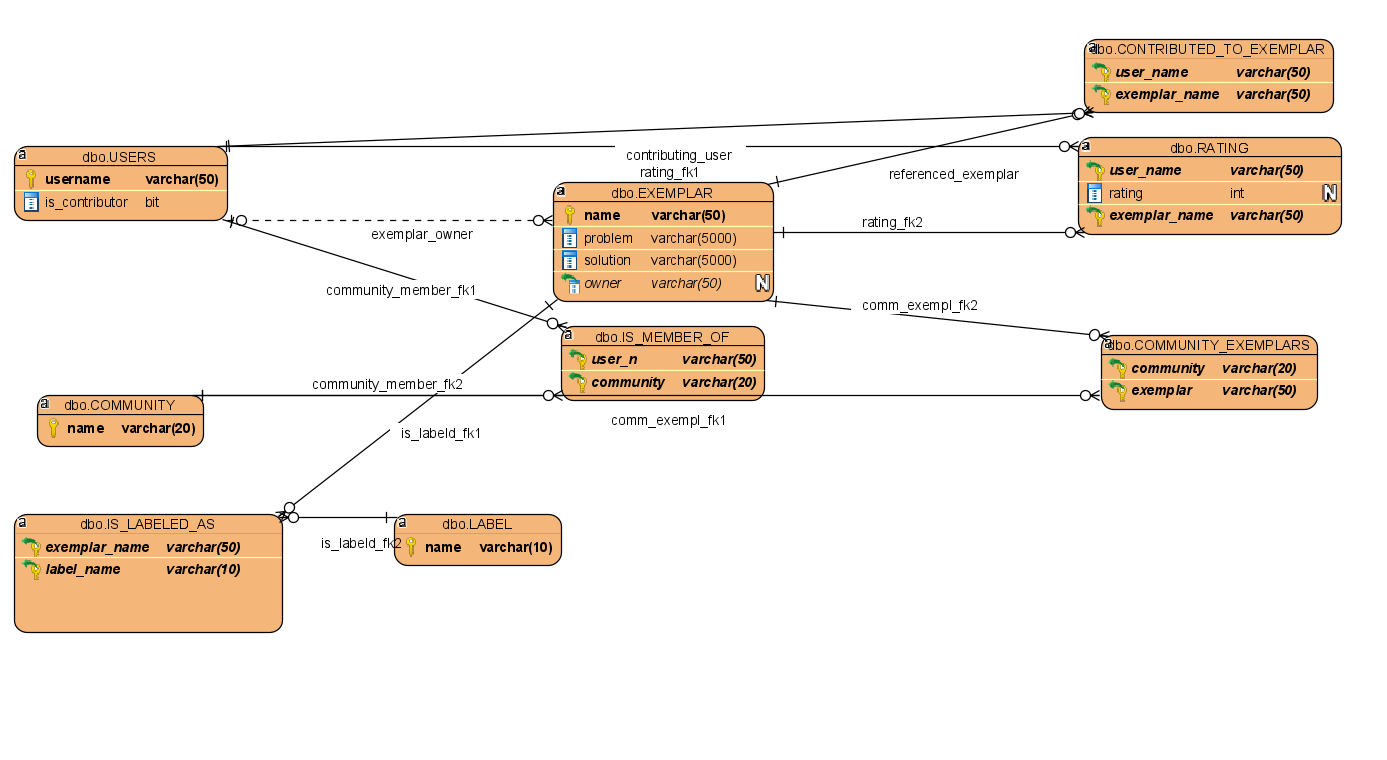 dbo.CONTRIBUTED_TO_EXEMPLAR
user_name varchar(50)
exemplar_name varchar(50)
dbo.USERS
username varchar(50)
is_contributor bit
contributing_user
rating_fk1
referenced_exemplar
dbo.RATING
user_name varchar(50)
rating int N
exemplar_name varchar(50)
dbo.EXEMPLAR
name varchar(50)
problem varchar(5000)
solution varchar(5000)
owner varchar(50) N
exemplar_owner
rating_fk2
community_member_fk1
comm_exempl_fk2
dbo.IS_MEMBER_OF
user_n varchar(50)
community varchar(20)
dbo.COMMUNITY_EXEMPLARS
community varchar(20)
exemplar varchar(50)
community_member_fk2
dbo.COMMUNITY
name varchar(20)
comm_exempl_fk1
is_labeld_fk1
dbo.IS_LABELED_AS
exemplar_name varchar(50)
label_name varchar(10)
is_labeld_fk2
dbo.LABEL
name varchar(10)